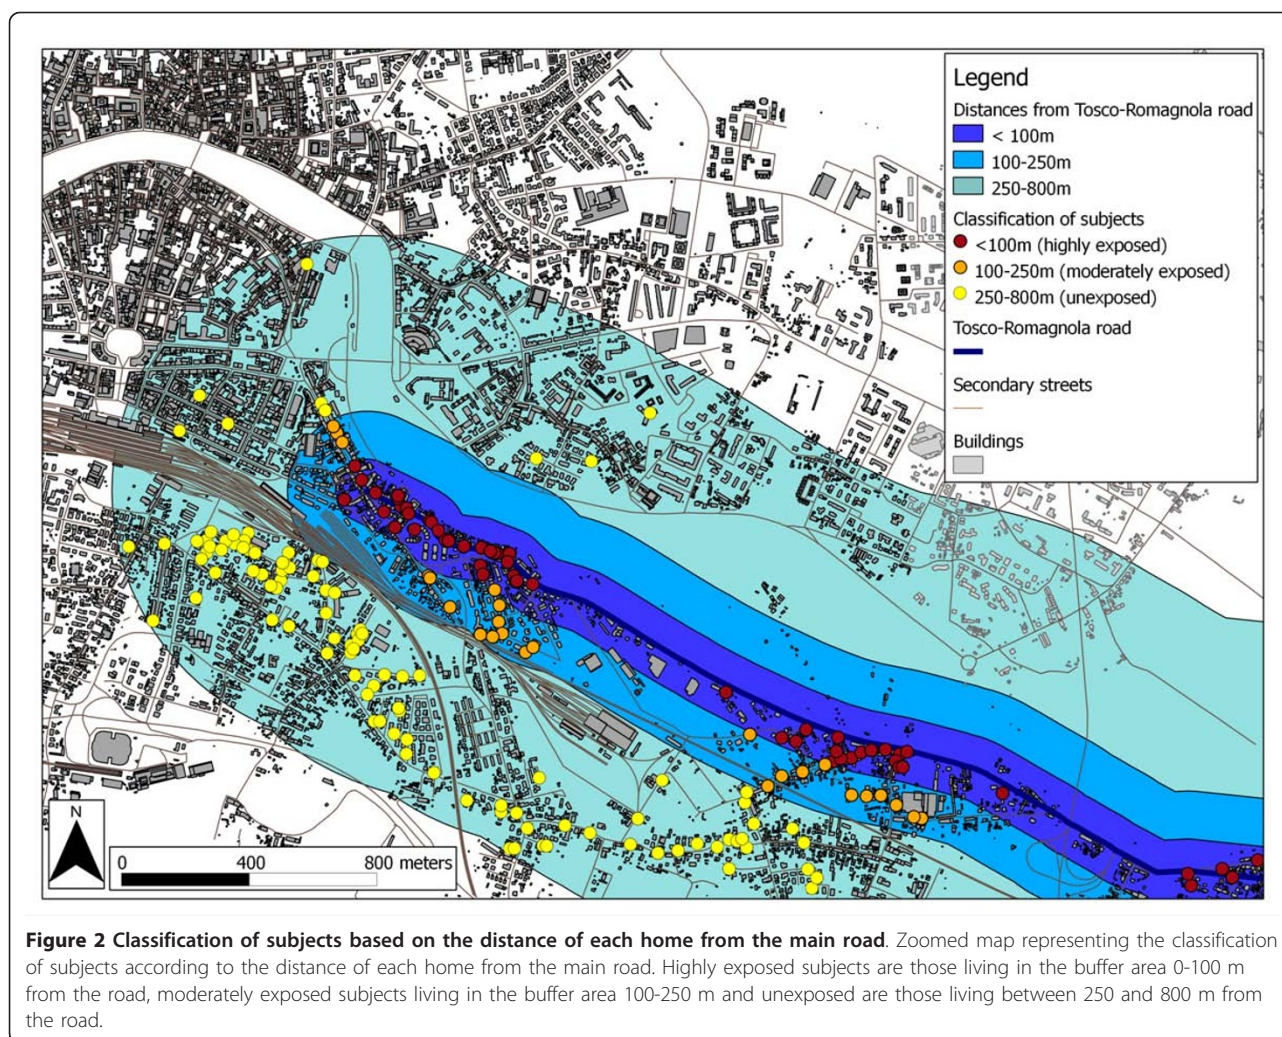 Legend
Distances from Tosco-Romagnola road
< 100m
100-250m
250-800m
Classification of subjects
<100m (highly exposed)
100-250m (moderately exposed)
250-800m (unexposed)
Tosco-Romagnola road
Secondary streets
Buildings
N
0 400 800 meters
Figure 2 Classification of subjects based on the distance of each home from the main road. Zoomed map representing the classification
of subjects according to the distance of each home from the main road. Highly exposed subjects are those living in the buffer area 0-100 m
from the road, moderately exposed subjects living in the buffer area 100-250 m and unexposed are those living between 250 and 800 m from
the road.